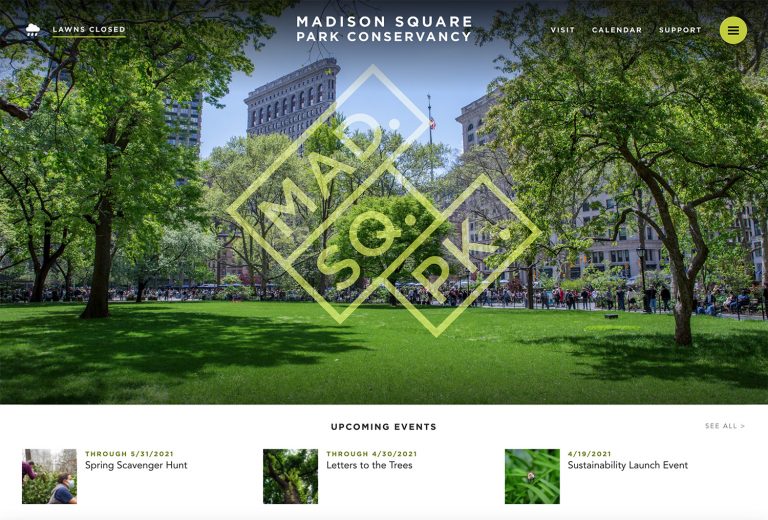 LAWNS CLOSED
MADISON SQUARE
PARK CONSERVANCY
VISIT
CALENDAR
SUPPORT
MAD.
SQ.
PK.
UPCOMING EVENTS
SEE ALL >
THROUGH 5/31/2021
Spring Scavenger Hunt
THROUGH 4/30/2021
Letters to the Trees
4/19/2021
Sustainability Launch Event